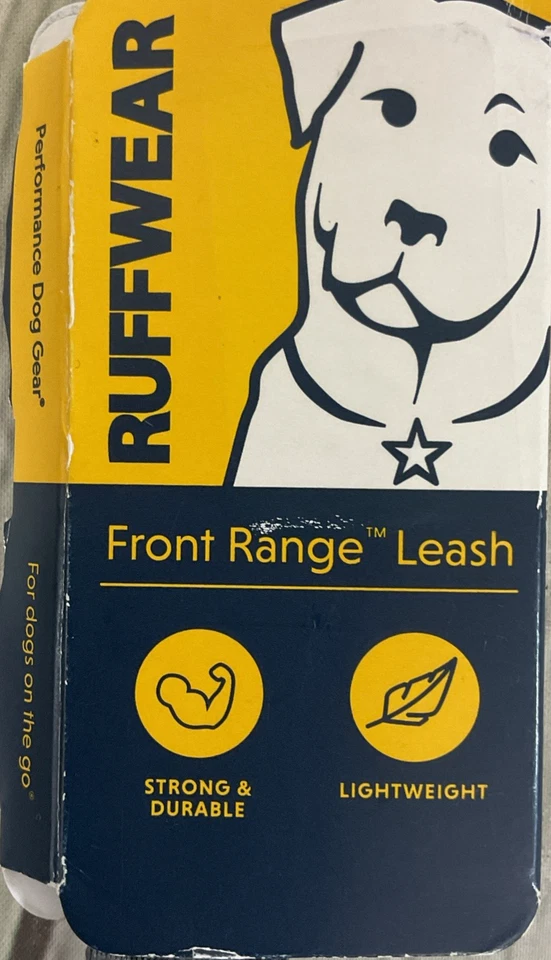 RUFFWEAR
Performance Dog Gear®
For dogs on the go®
Front Range™ Leash
STRONG &
DURABLE
LIGHTWEIGHT